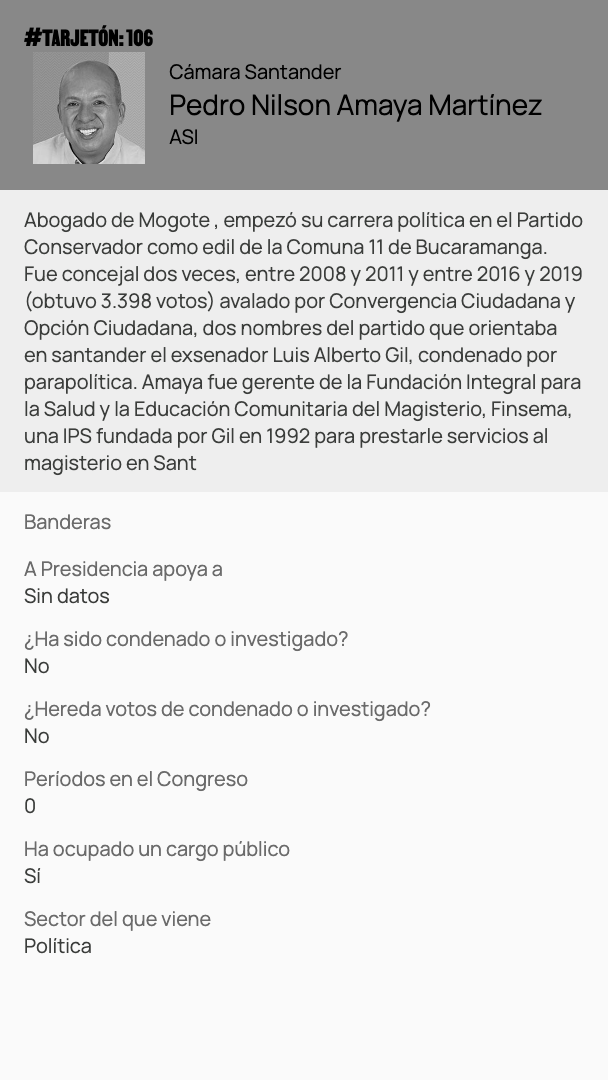 #TARJETÓN: 106
Cámara Santander
Pedro Nilson Amaya Martínez
ASI
Abogado de Mogote , empezó su carrera política en el Partido
Conservador como edil de la Comuna 11 de Bucaramanga.
Fue concejal dos veces, entre 2008 y 2011 y entre 2016 y 2019
(obtuvo 3.398 votos) avalado por Convergencia Ciudadana y
Opción Ciudadana, dos nombres del partido que orientaba
en santander el exsenador Luis Alberto Gil, condenado por
parapolítica. Amaya fue gerente de la Fundación Integral para
la Salud y la Educación Comunitaria del Magisterio, Finsema,
una IPS fundada por Gil en 1992 para prestarle servicios al
magisterio en Sant
Banderas
A Presidencia apoya a
Sin datos
¿Ha sido condenado o investigado?
No
¿Hereda votos de condenado o investigado?
No
Períodos en el Congreso
0
Ha ocupado un cargo público
Sí
Sector del que viene
Política